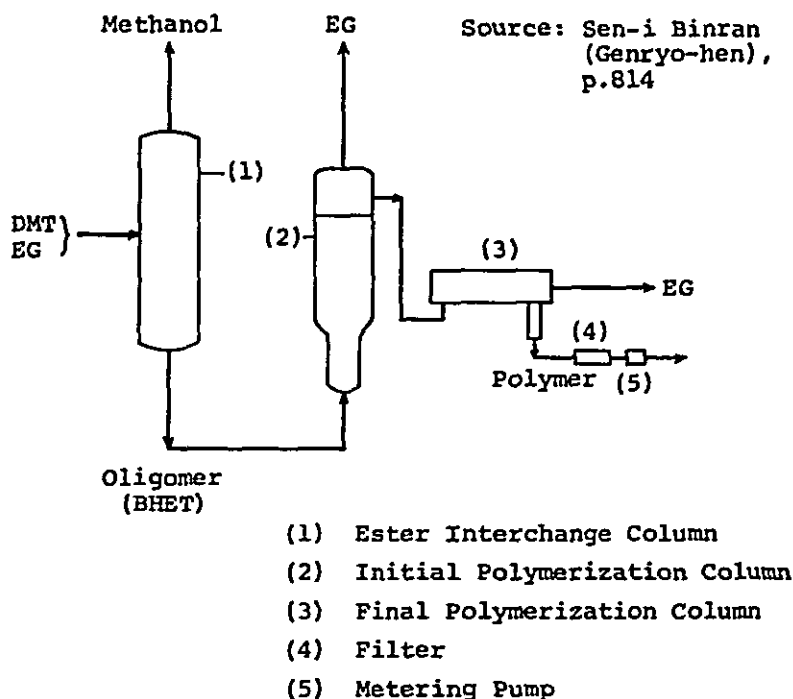 Methanol
EG
Source: Sen-i Binran
(Genryo-hen),
p.814
(1)
DMT
EG
(2)
(3)
EG
(4)
Polymer (5)
Oligomer
(BHET)
(1) Ester Interchange Column
(2) Initial Polymerization Column
(3) Final Polymerization Column
(4) Filter
(5) Metering Pump